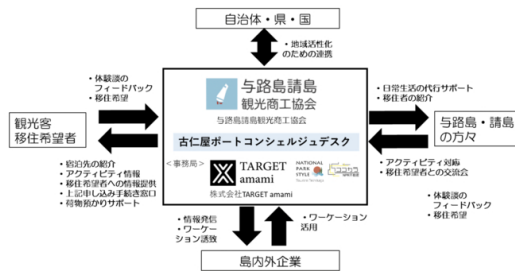 自治体・県・国
・地域活性化
のための連携
・体験談の
フィードバック
・移住希望
与路島請島
観光商工協会
与路島請島観光商工協会
古仁屋ポートコンシェルジュデスク
<事務局>
TARGET
amami
株式会社TARGET amami
NATIONAL
PARK
STYLE
・日常生活の代行サポート
・移住者の紹介
観光客
移住希望者
与路島・請島
の方々
・宿泊先の紹介
・アクティビティ情報
・移住希望者への情報提供
・上記申し込み手続き窓口
・荷物預かりサポート
・アクティビティ対応
・移住希望者との交流会
・体験談の
フィードバック
・移住希望
・情報発信
・ワーケー
ション誘致
・ワーケーション
活用
島内外企業